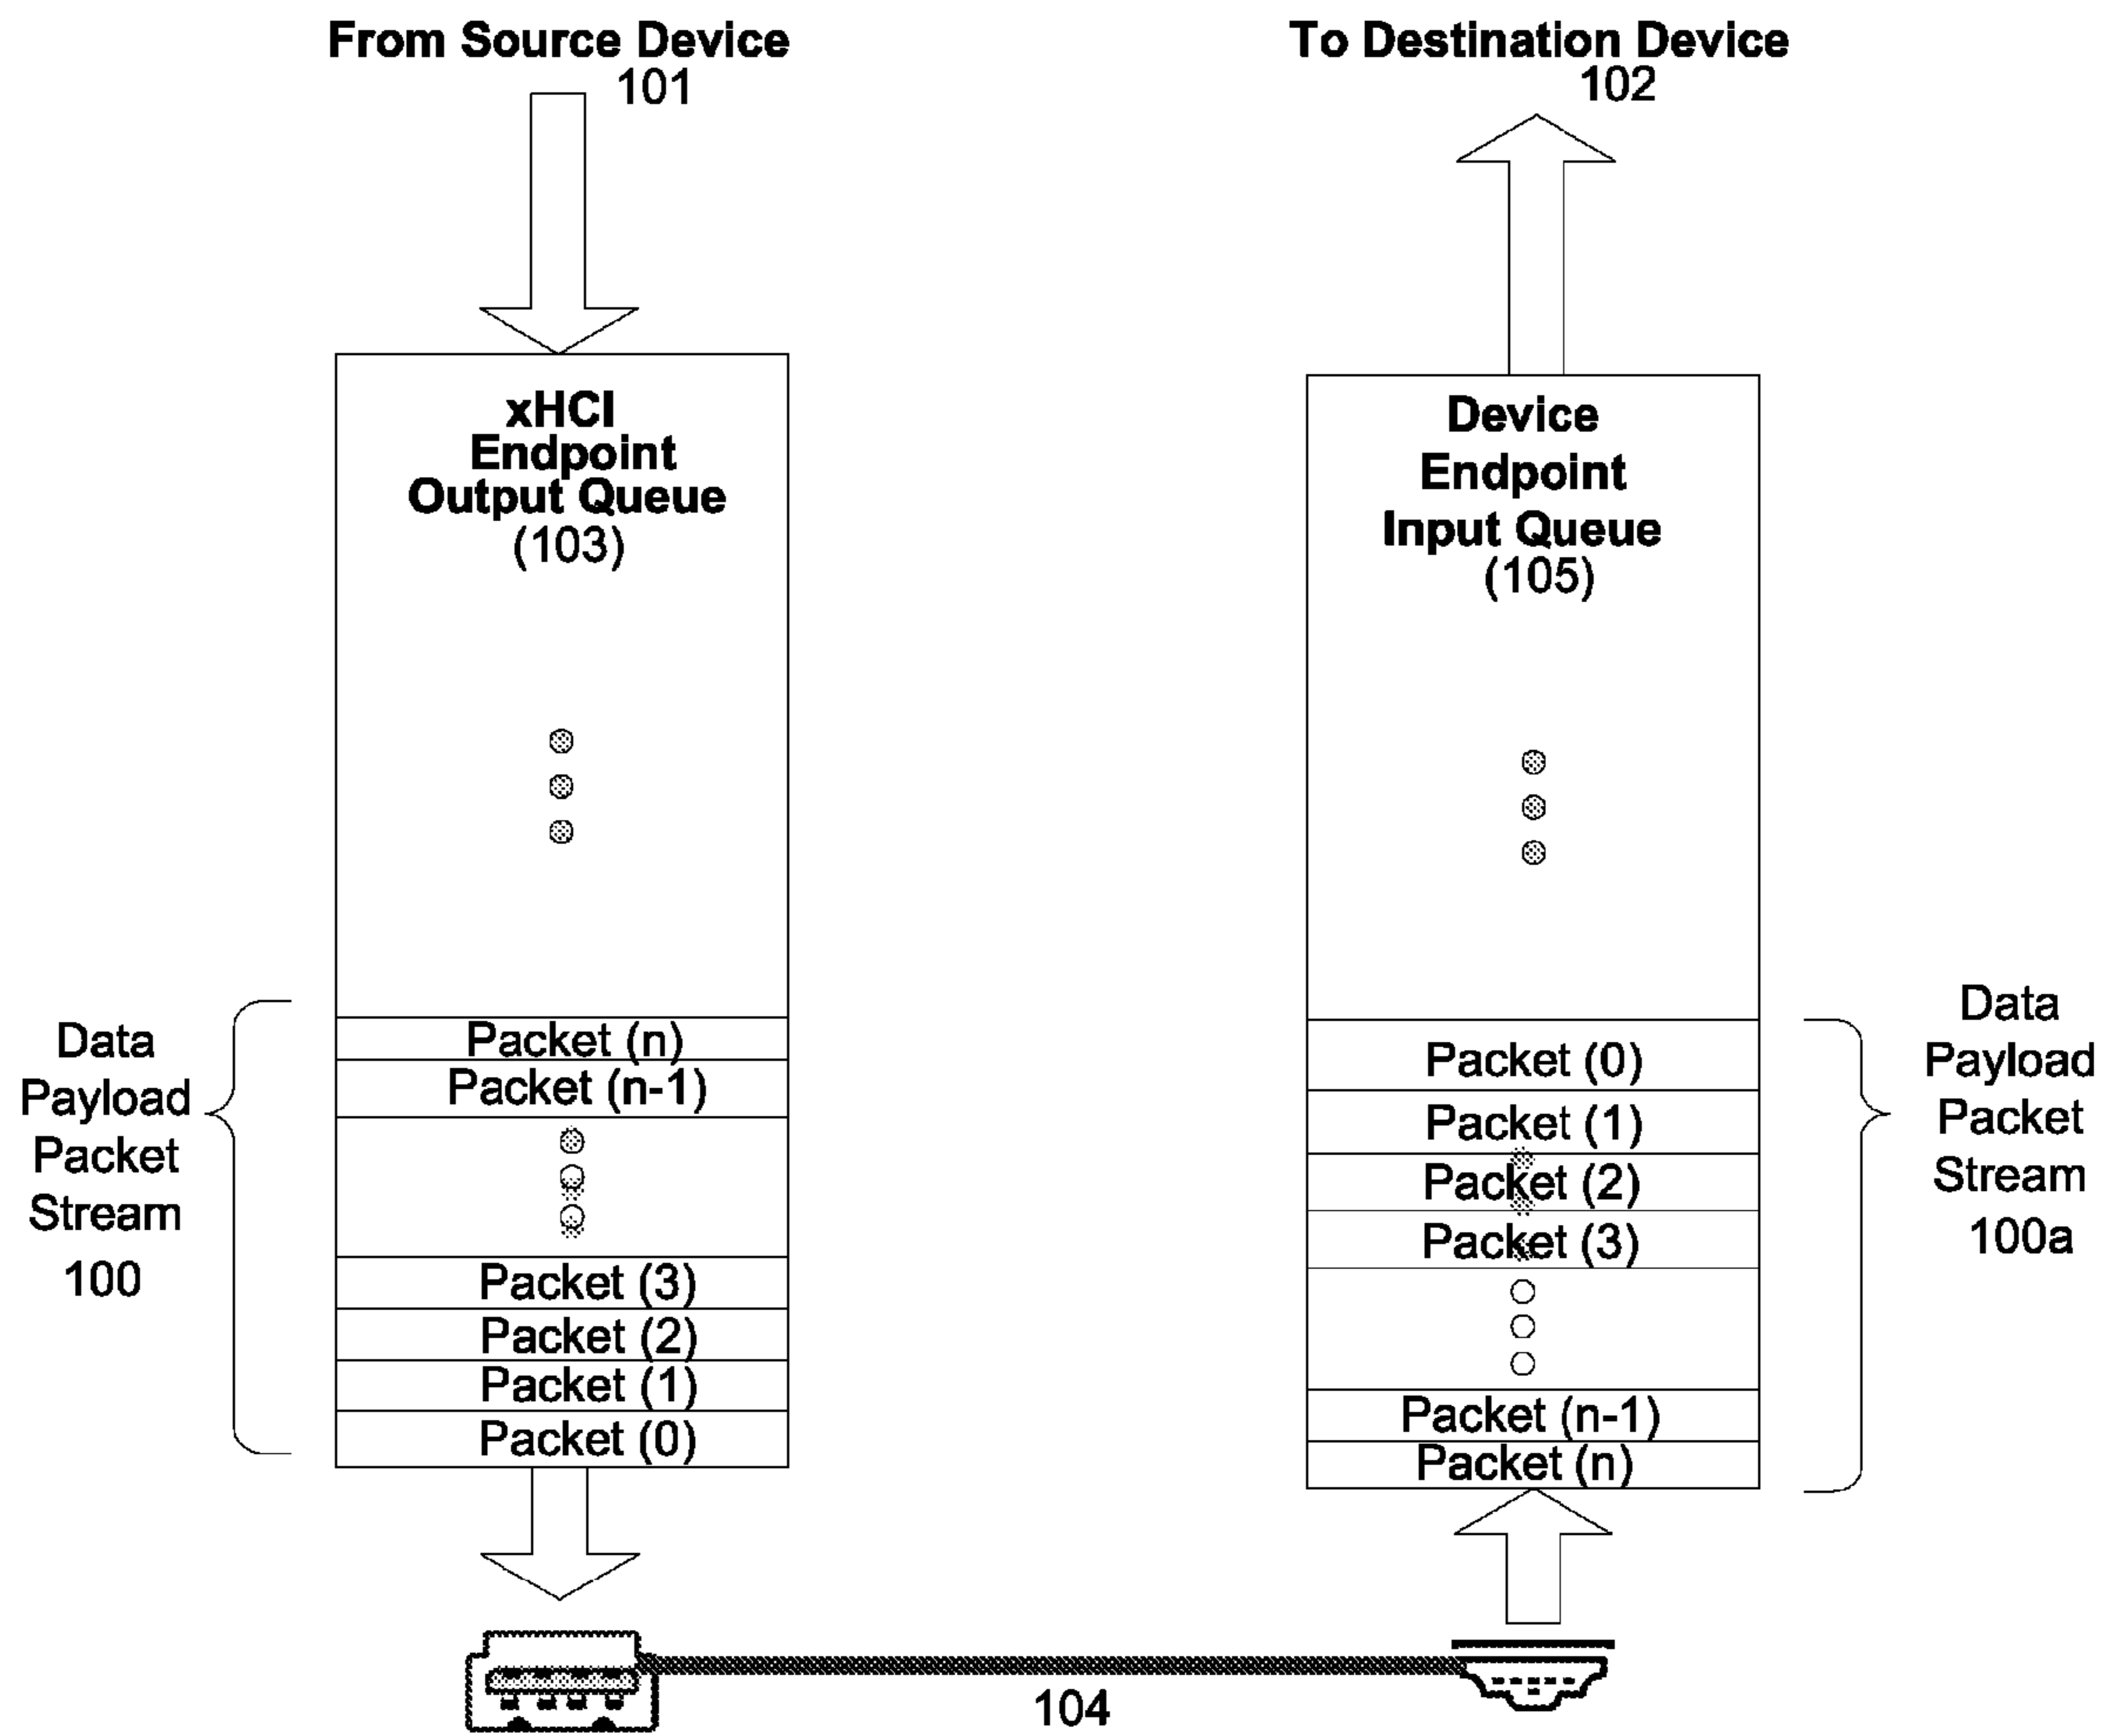 From Source Device
101
To Destination Device
102
xHCI
Endpoint
Output Queue
(103)
Device
Endpoint
Input Queue
(105)
Data
Payload
Packet
Stream
100
Packet (n)
Packet (n-1)
Packet (3)
Packet (2)
Packet (1)
Packet (0)
Packet (0)
Packet (1)
Packet (2)
Packet (3)
Packet (n-1)
Packet (n)
Data
Payload
Packet
Stream
100a
104